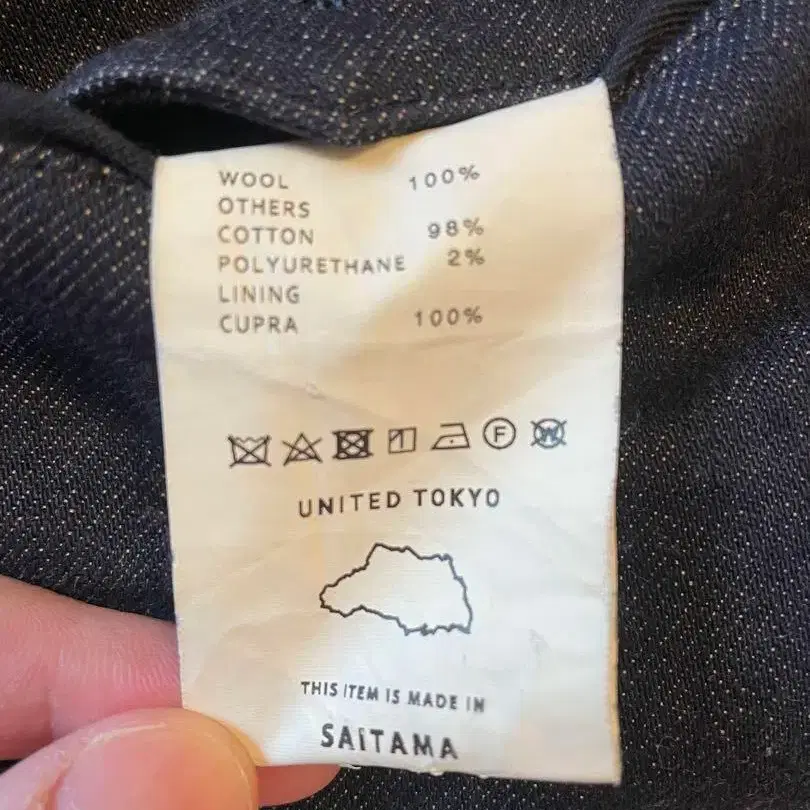 WOOL 100%
OTHERS
COTTON 98%
POLYURETHANE 2%
LINING
CUPRA 100%
F W
UNITED TOKYO
THIS ITEM IS MADE IN
SAITAMA